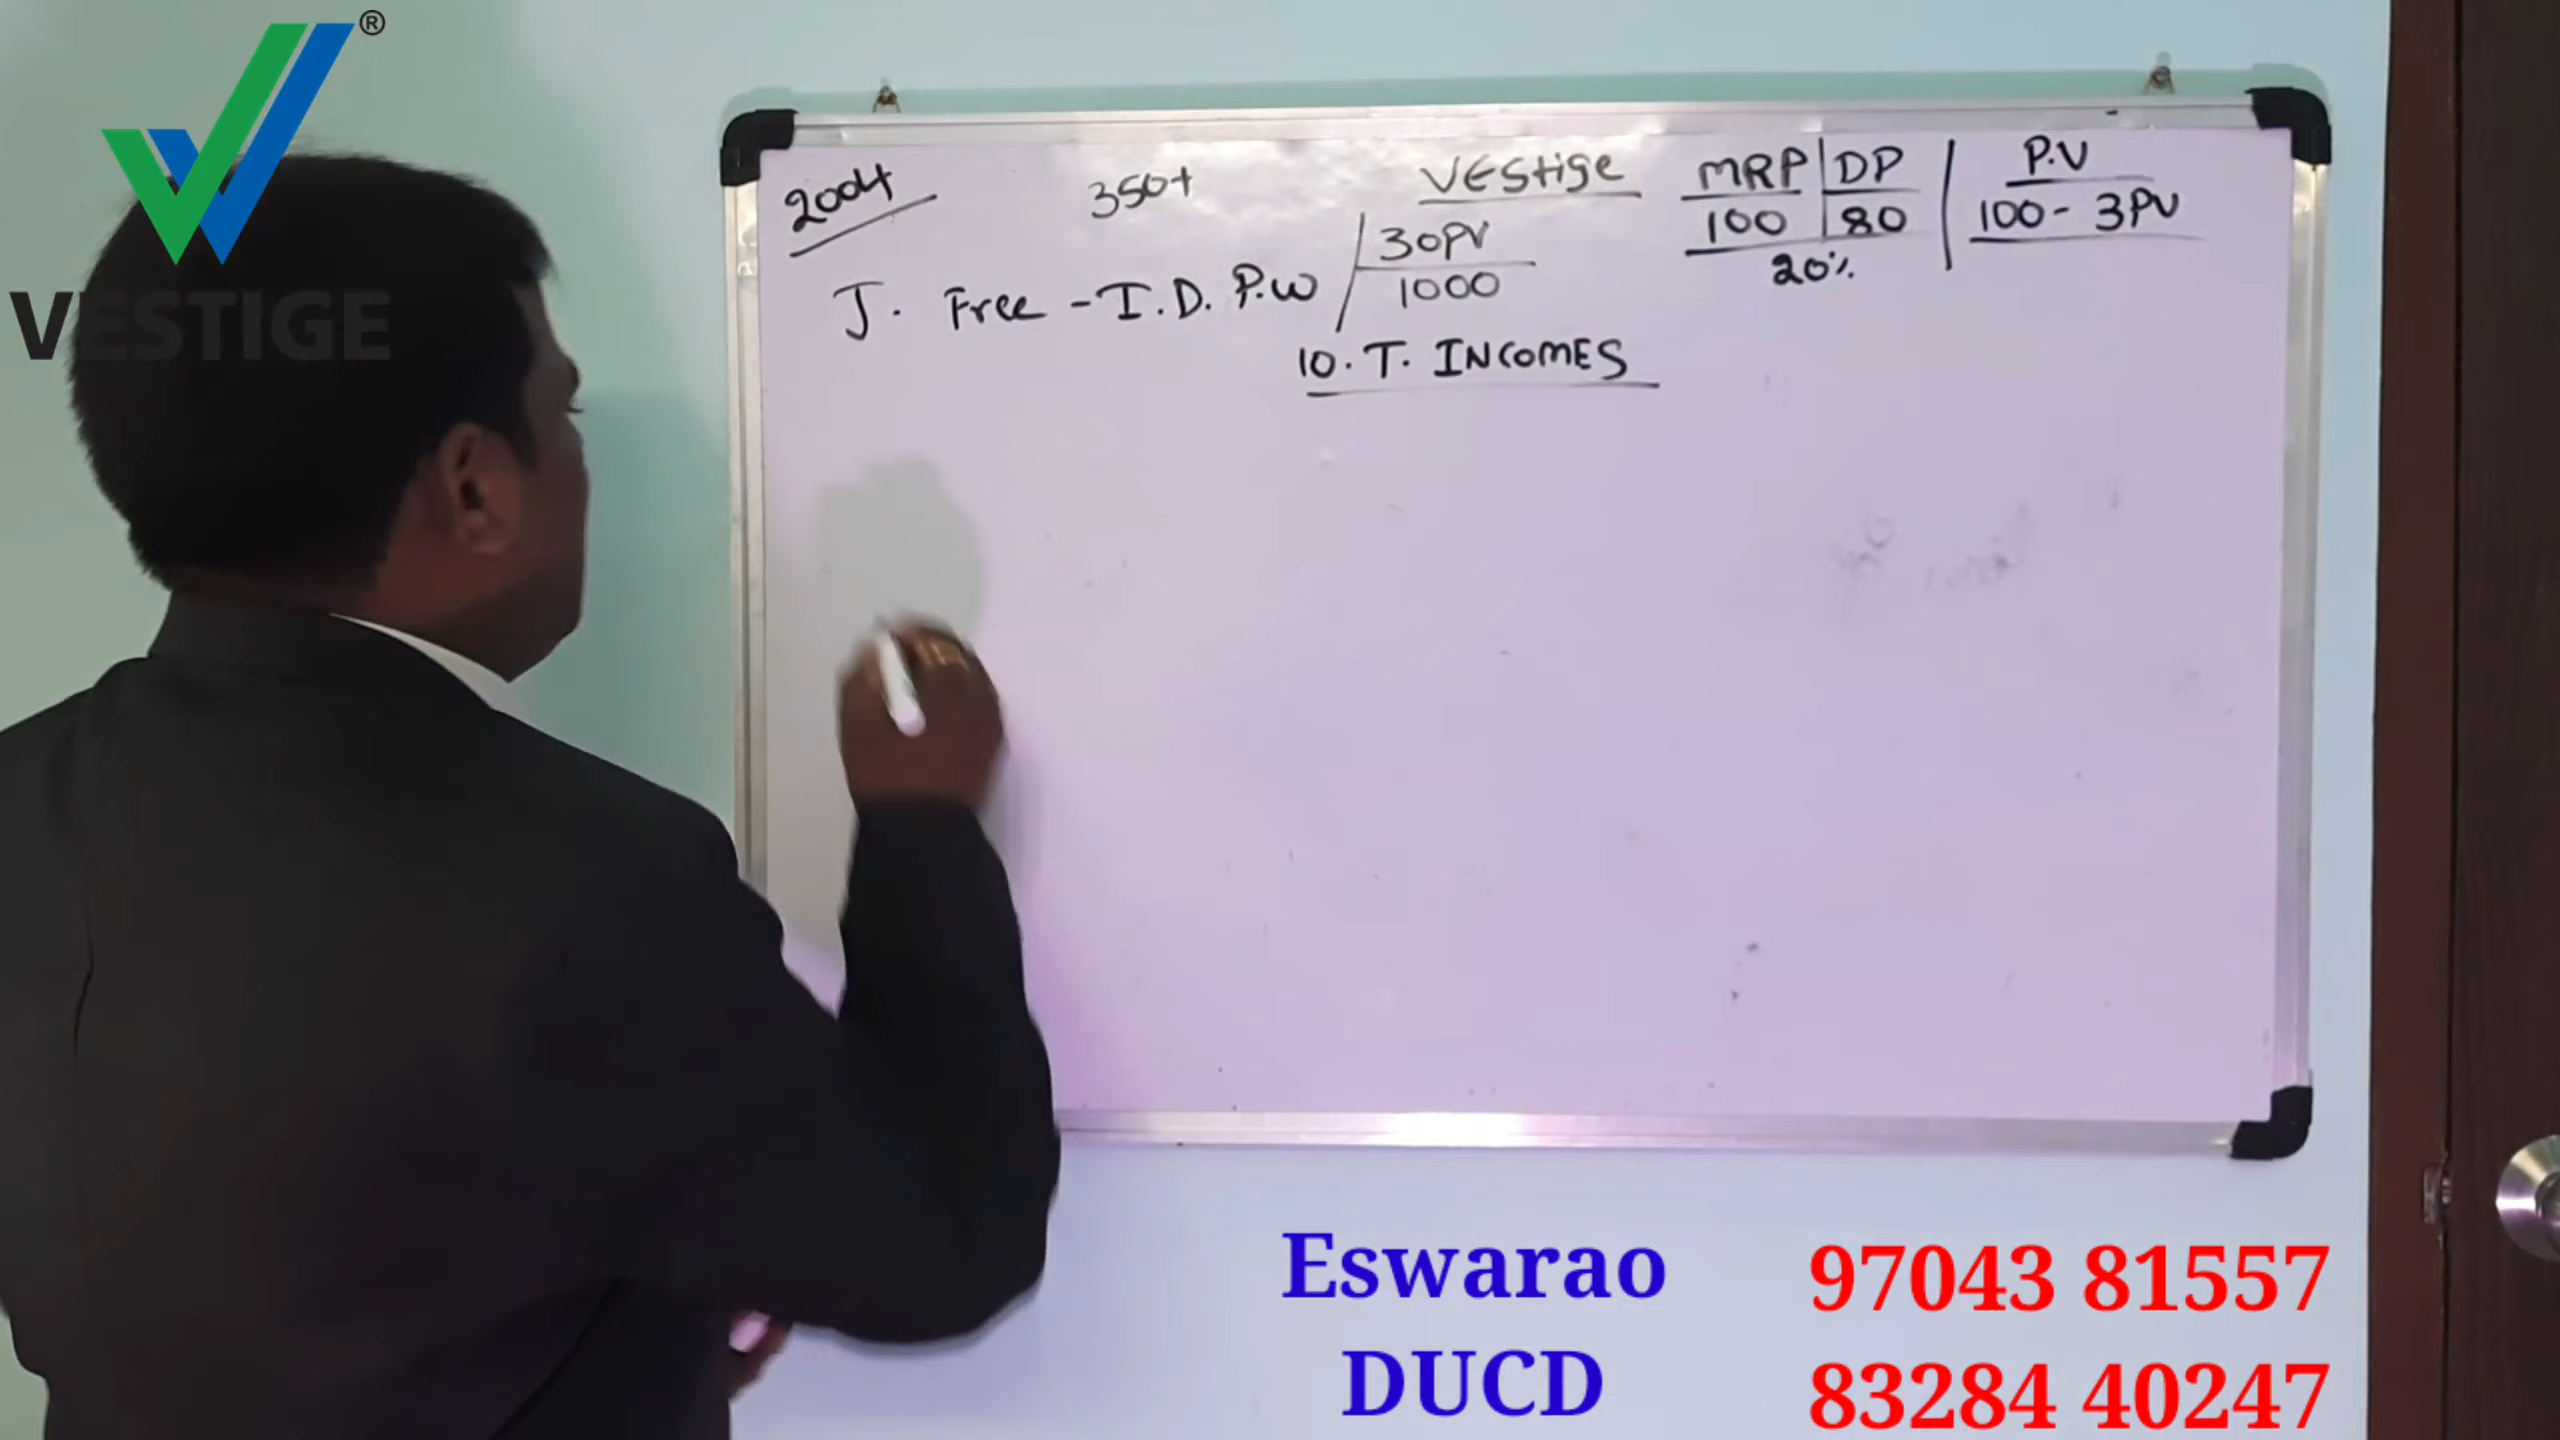 ®
VESTIGE
2004 350+ VEStige MRP DP P.V
100 80 100 - 3PV
20%
J. Free - I.D. P.W 30PV
1000
10. T. INCOMES
Eswarao 97043 81557
DUCD 83284 40247